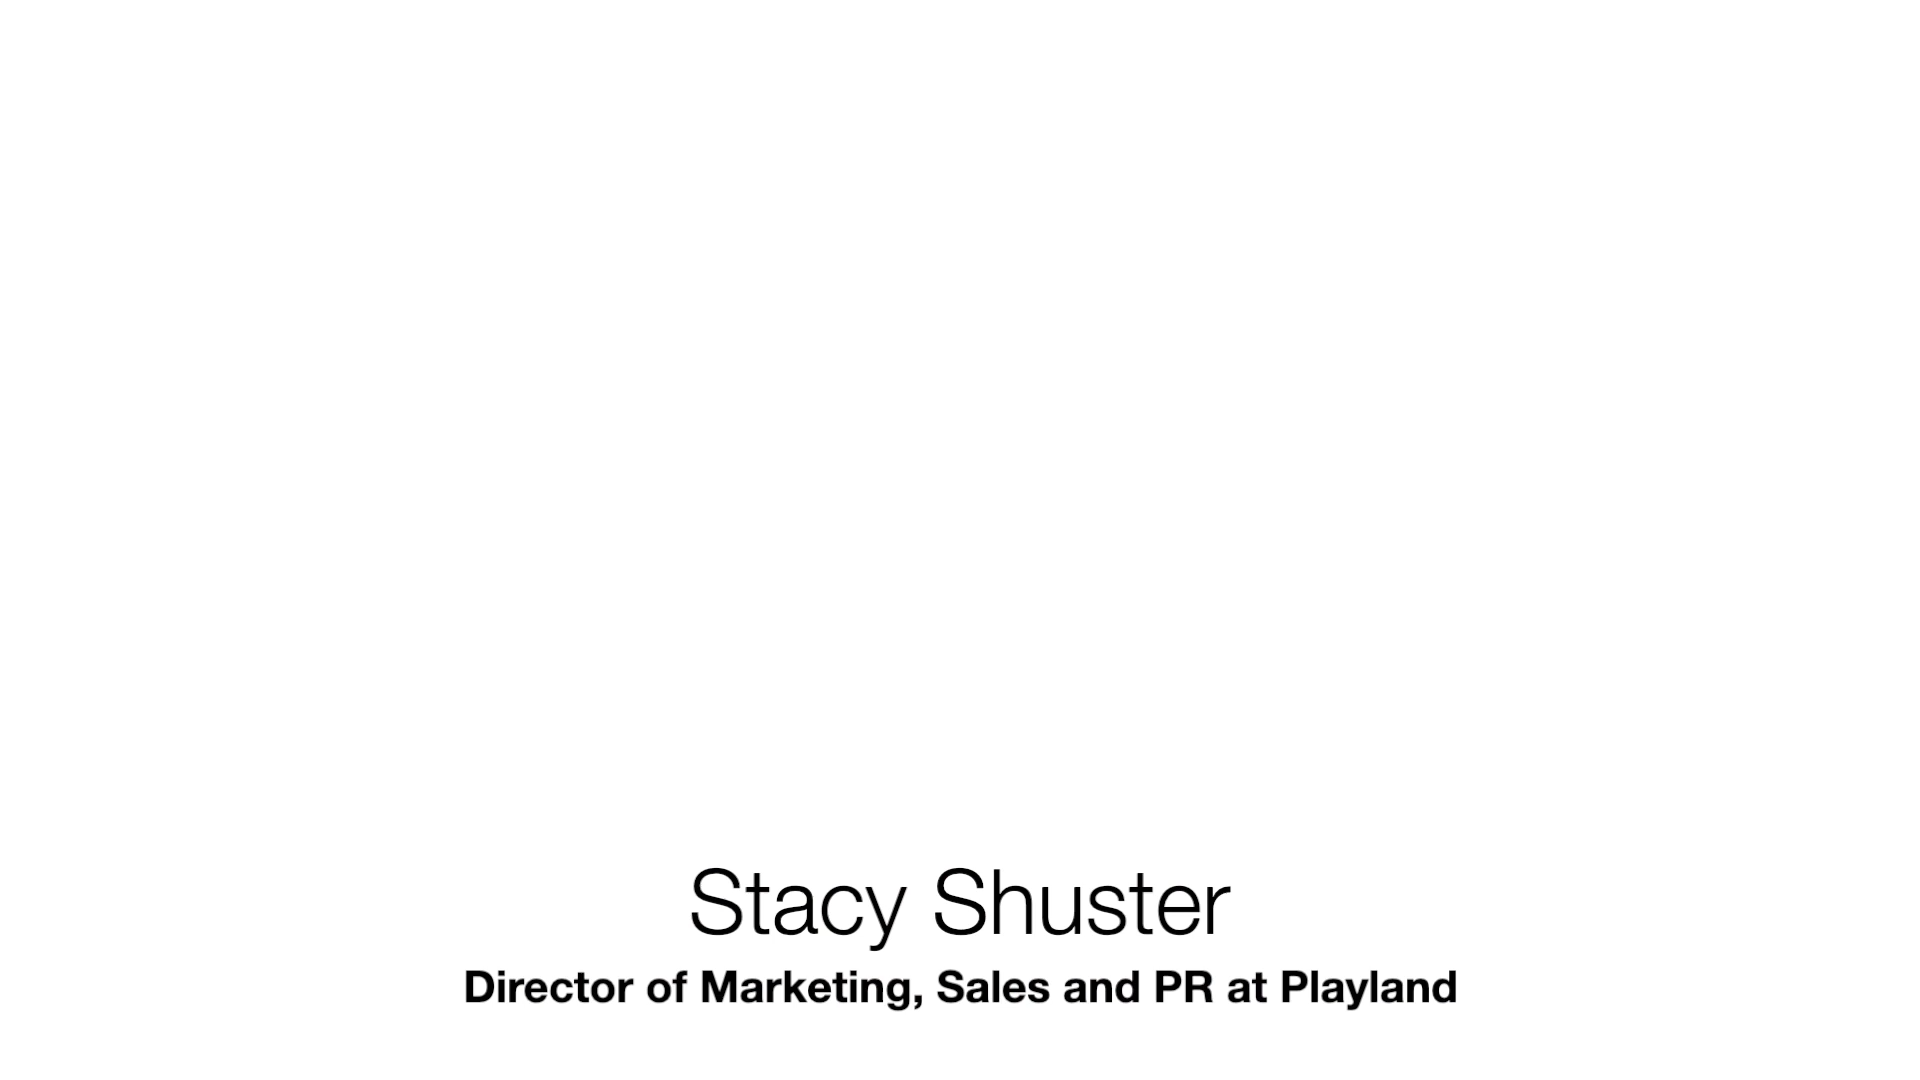 Stacy Shuster
Director of Marketing, Sales and PR at Playland